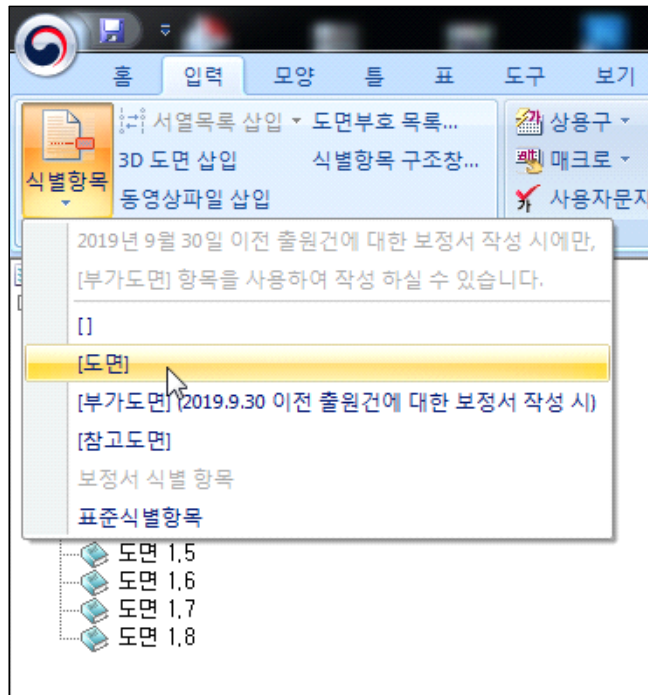 홈 입력 모양 틀 표 도구 보기
서열목록 삽입 도면부호 목록... 상용구
식별항목 3D 도면 삽입 식별항목 구조창... 매크로
동영상파일 삽입 사용자문자
2019년 9월 30일 이전 출원건에 대한 보정서 작성 시에만,
[부가도면] 항목을 사용하여 작성 하실 수 있습니다.
[]
[도면]
[부가도면] (2019.9.30 이전 출원건에 대한 보정서 작성 시)
[참고도면]
보정서 식별 항목
표준식별항목
도면 1.5
도면 1.6
도면 1.7
도면 1.8